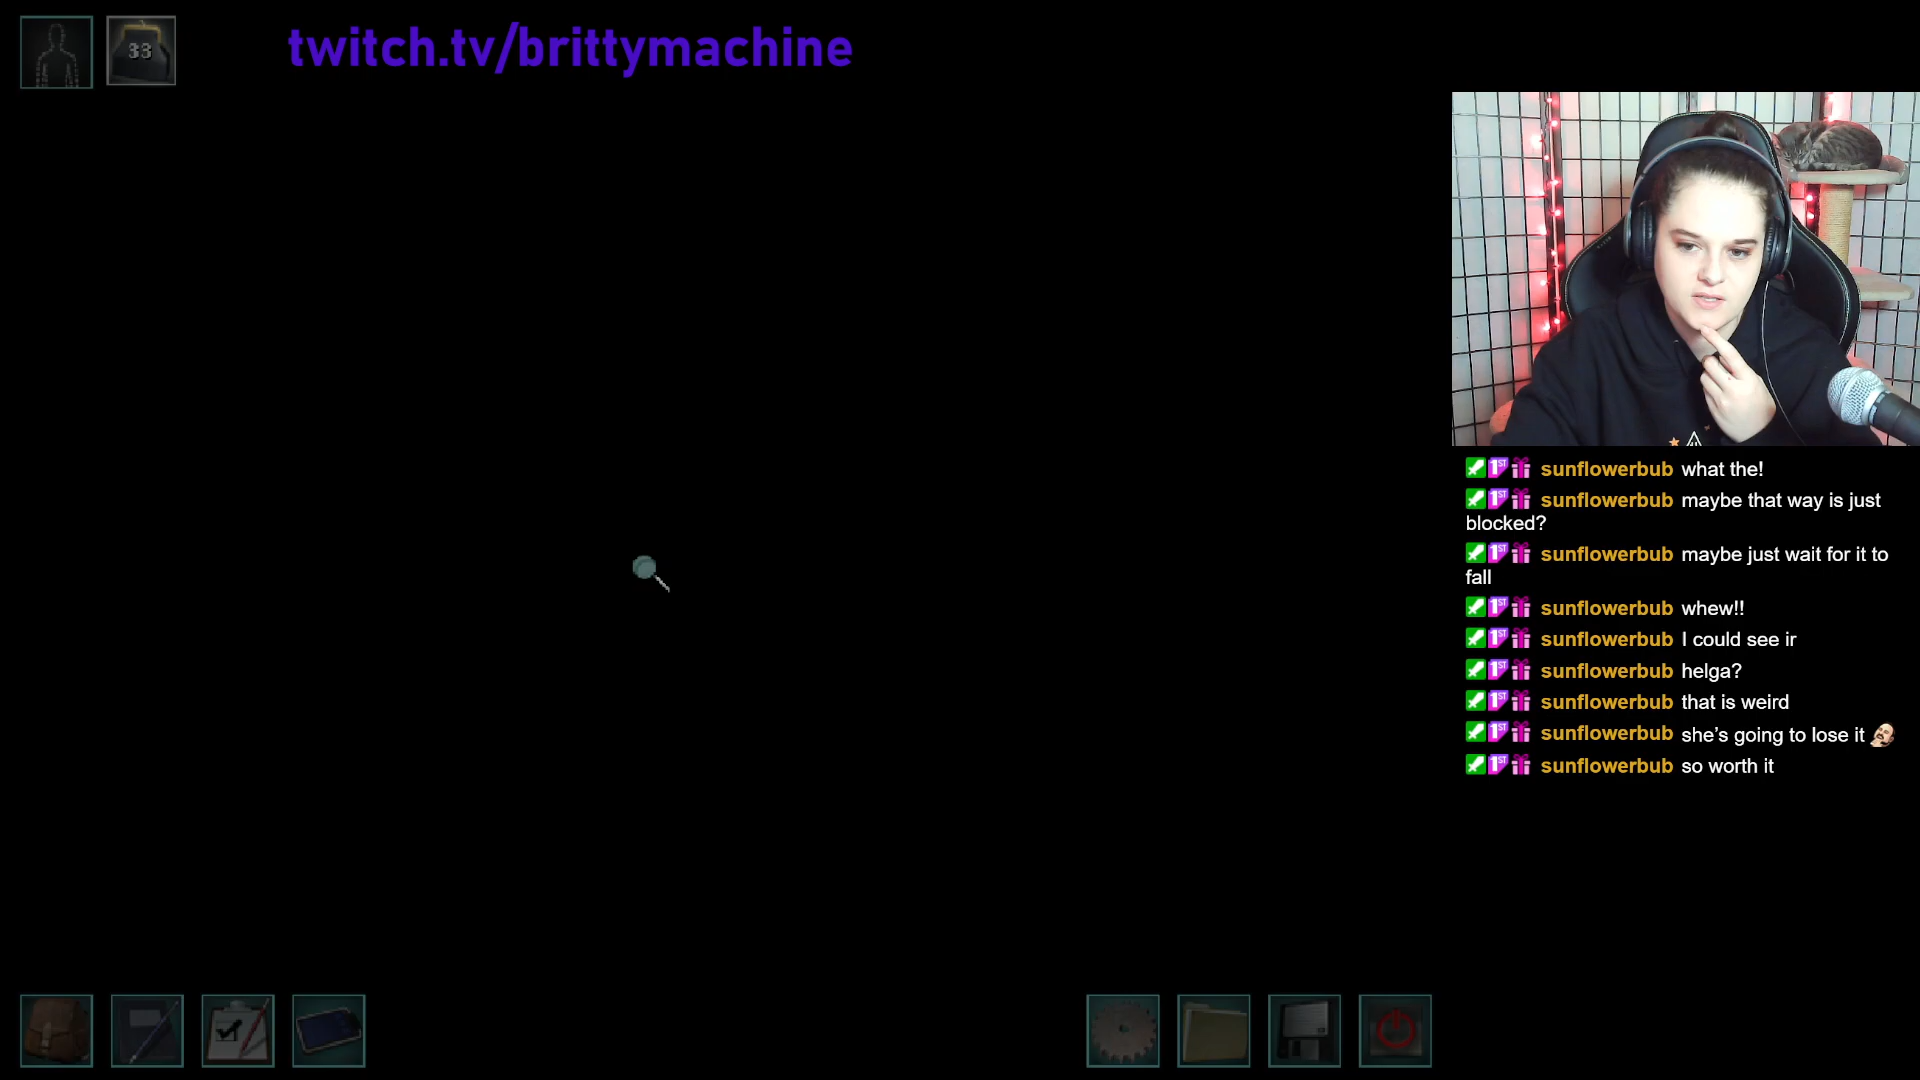 33
twitch.tv/brittymachine
sunflowerbub what the!
sunflowerbub maybe that way is just
blocked?
sunflowerbub maybe just wait for it to
fall
sunflowerbub whew!!
sunflowerbub I could see ir
sunflowerbub helga?
sunflowerbub that is weird
sunflowerbub she's going to lose it
sunflowerbub so worth it